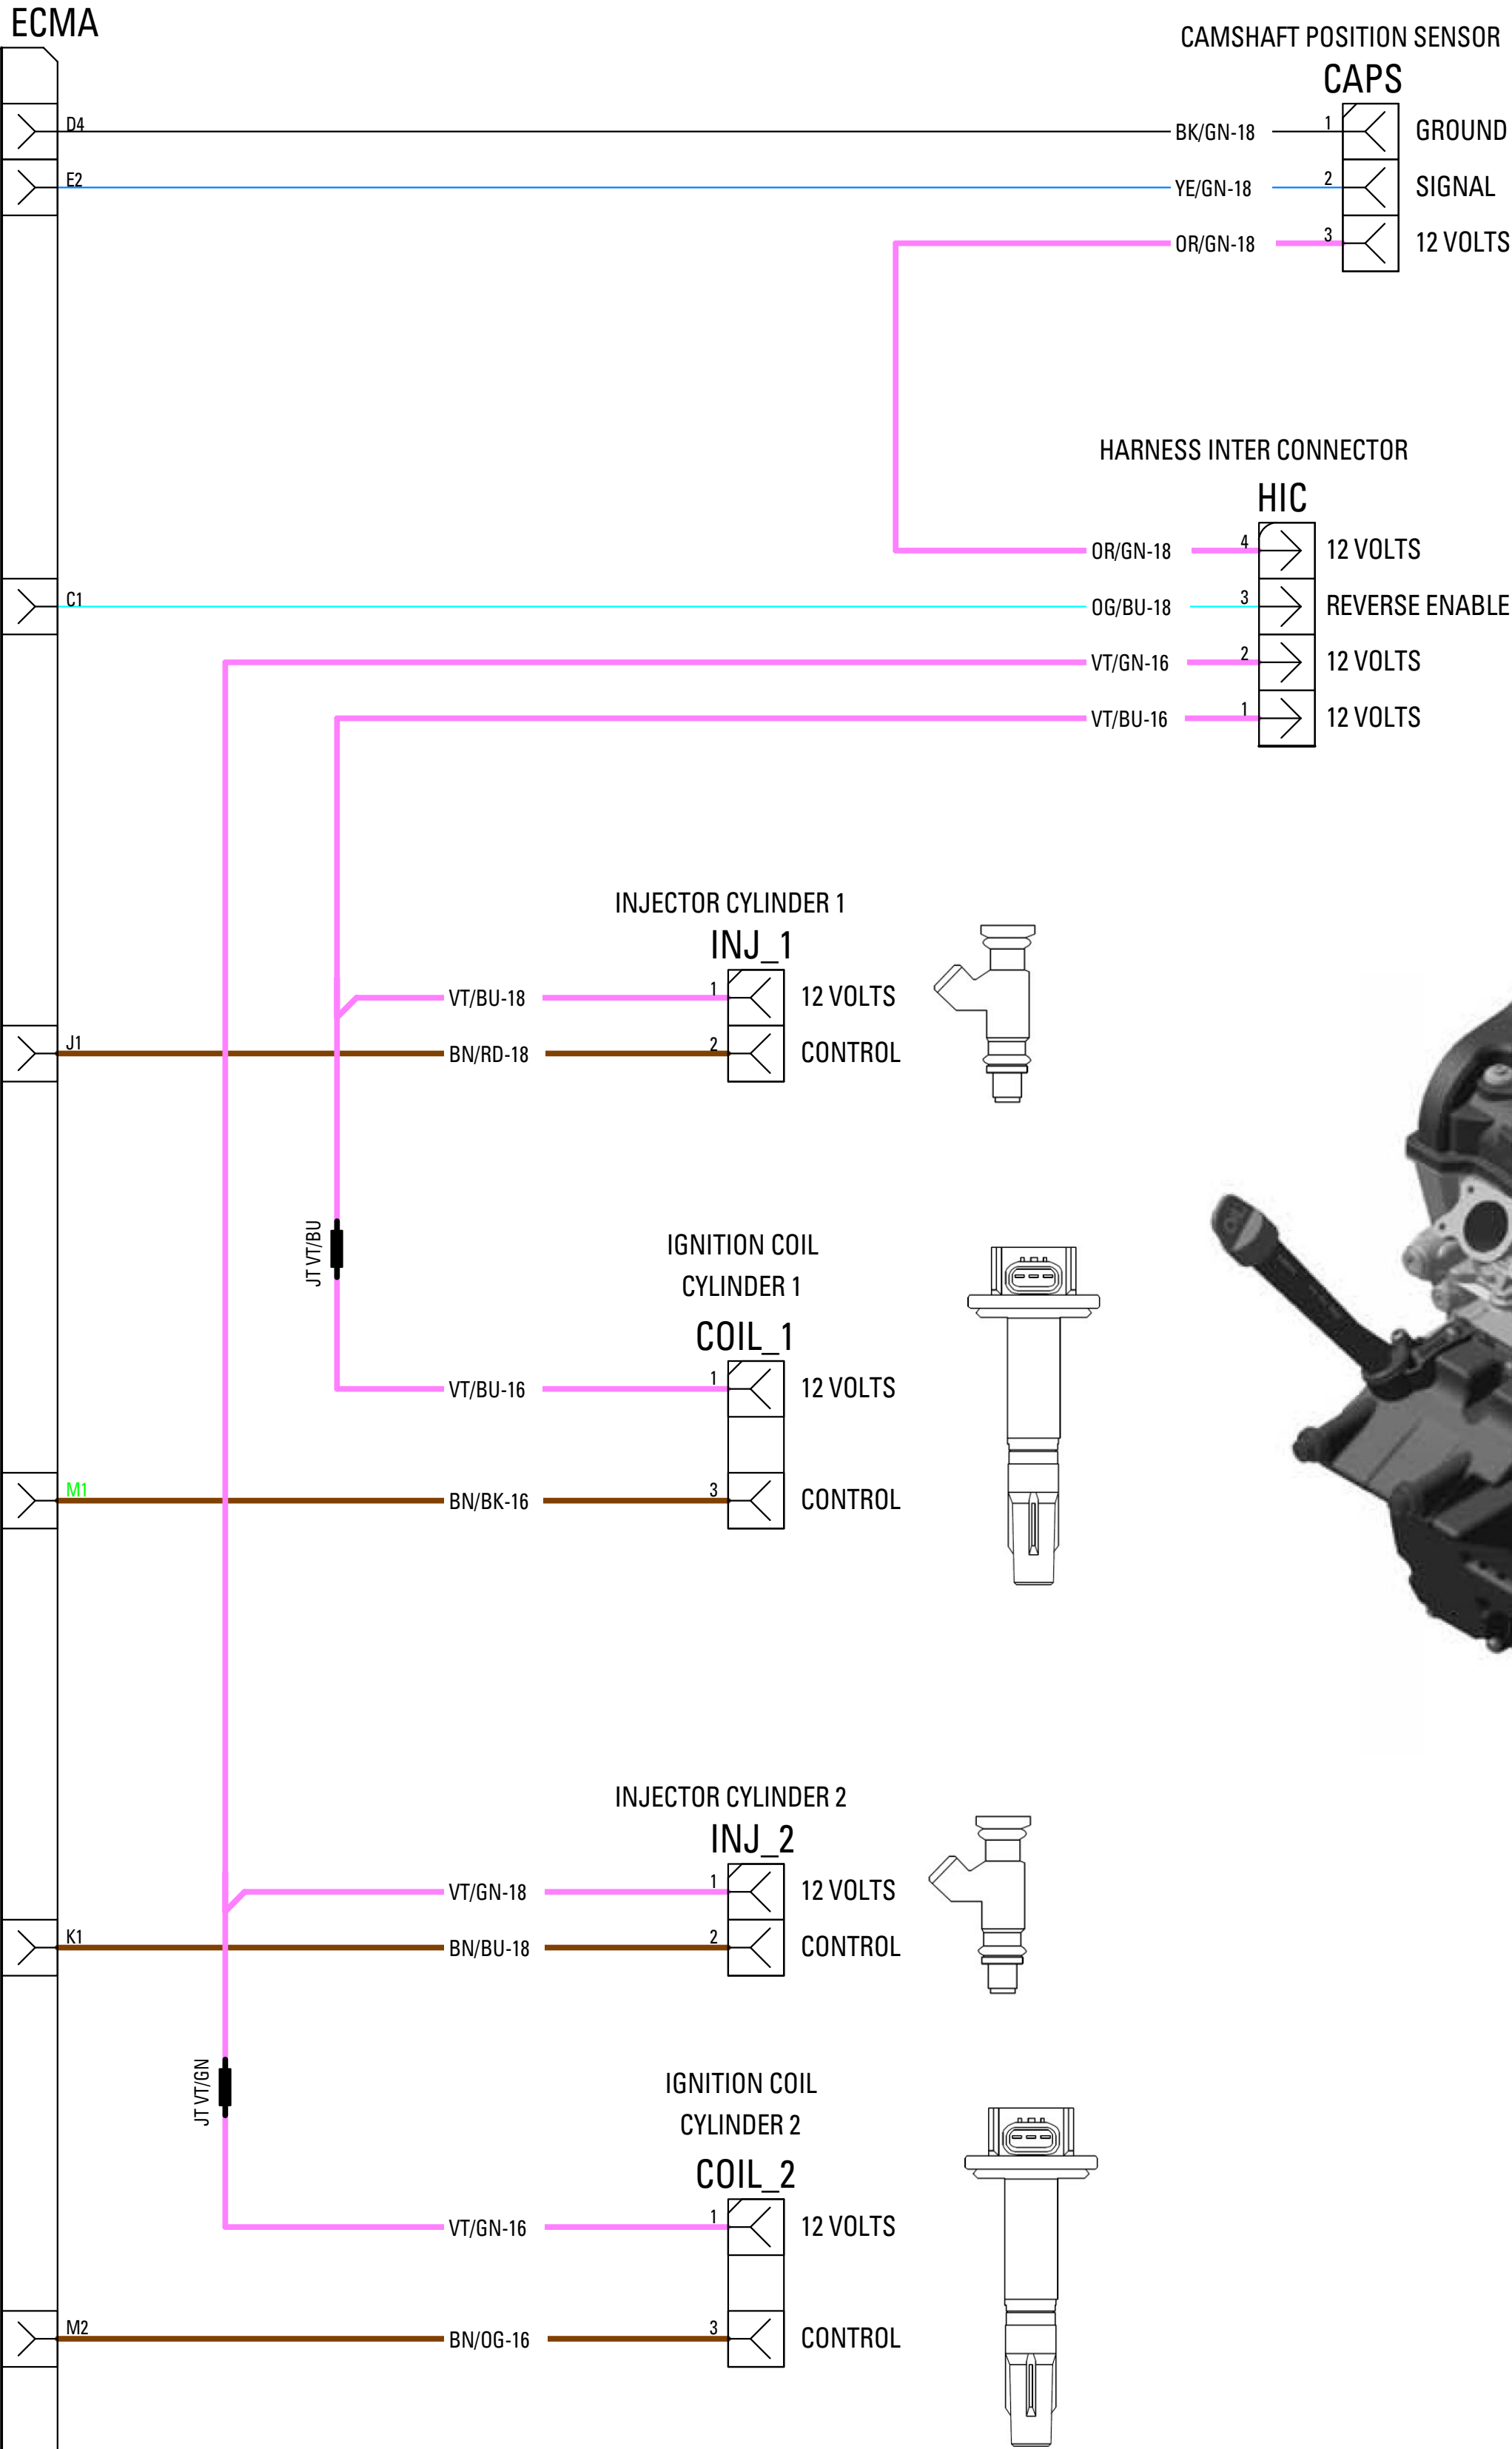 ECMA
CAMSHAFT POSITION SENSOR
CAPS
D4 BK/GN-18 1 GROUND
E2 YE/GN-18 2 SIGNAL
OR/GN-18 3 12 VOLTS
HARNESS INTER CONNECTOR
HIC
OR/GN-18 4 12 VOLTS
C1 OG/BU-18 3 REVERSE ENABLE
VT/GN-16 2 12 VOLTS
VT/BU-16 1 12 VOLTS
INJECTOR CYLINDER 1
INJ_1
VT/BU-18 1 12 VOLTS
J1 BN/RD-18 2 CONTROL
JT VT/BU
IGNITION COIL
CYLINDER 1
COIL_1
VT/BU-16 1 12 VOLTS
M1 BN/BK-16 3 CONTROL
INJECTOR CYLINDER 2
INJ_2
VT/GN-18 1 12 VOLTS
K1 BN/BU-18 2 CONTROL
JT VT/GN
IGNITION COIL
CYLINDER 2
COIL_2
VT/GN-16 1 12 VOLTS
M2 BN/OG-16 3 CONTROL